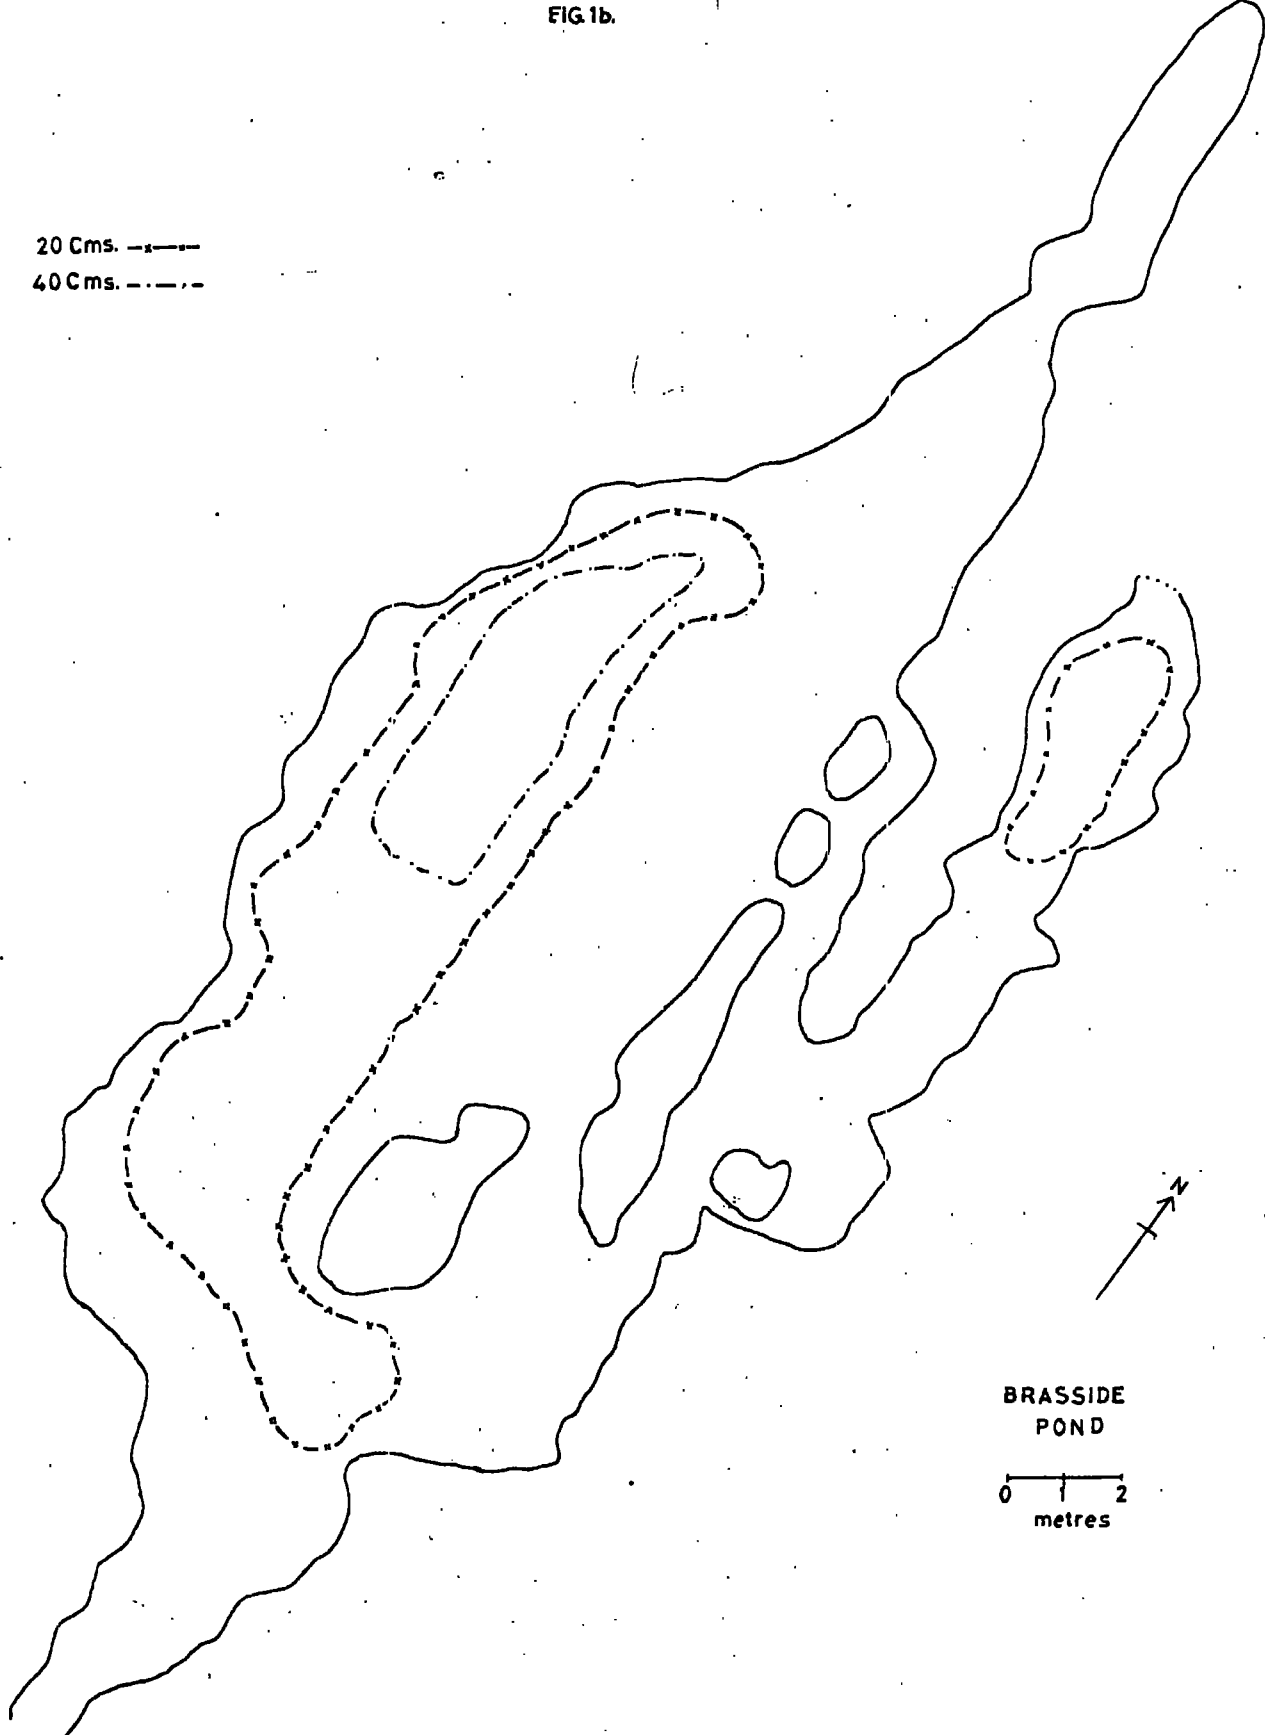 FIG. 1b.
20 Cms.
40 Cms.
N
BRASSIDE
POND
0 1 2
metres